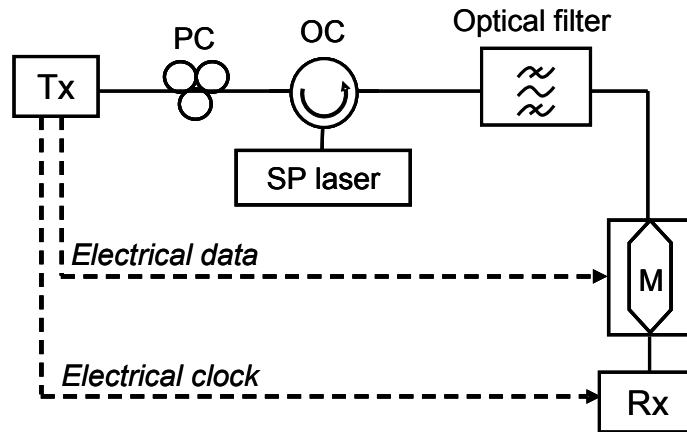 PC
OC
Optical filter
Tx
SP laser
Electrical data
M
Electrical clock
Rx